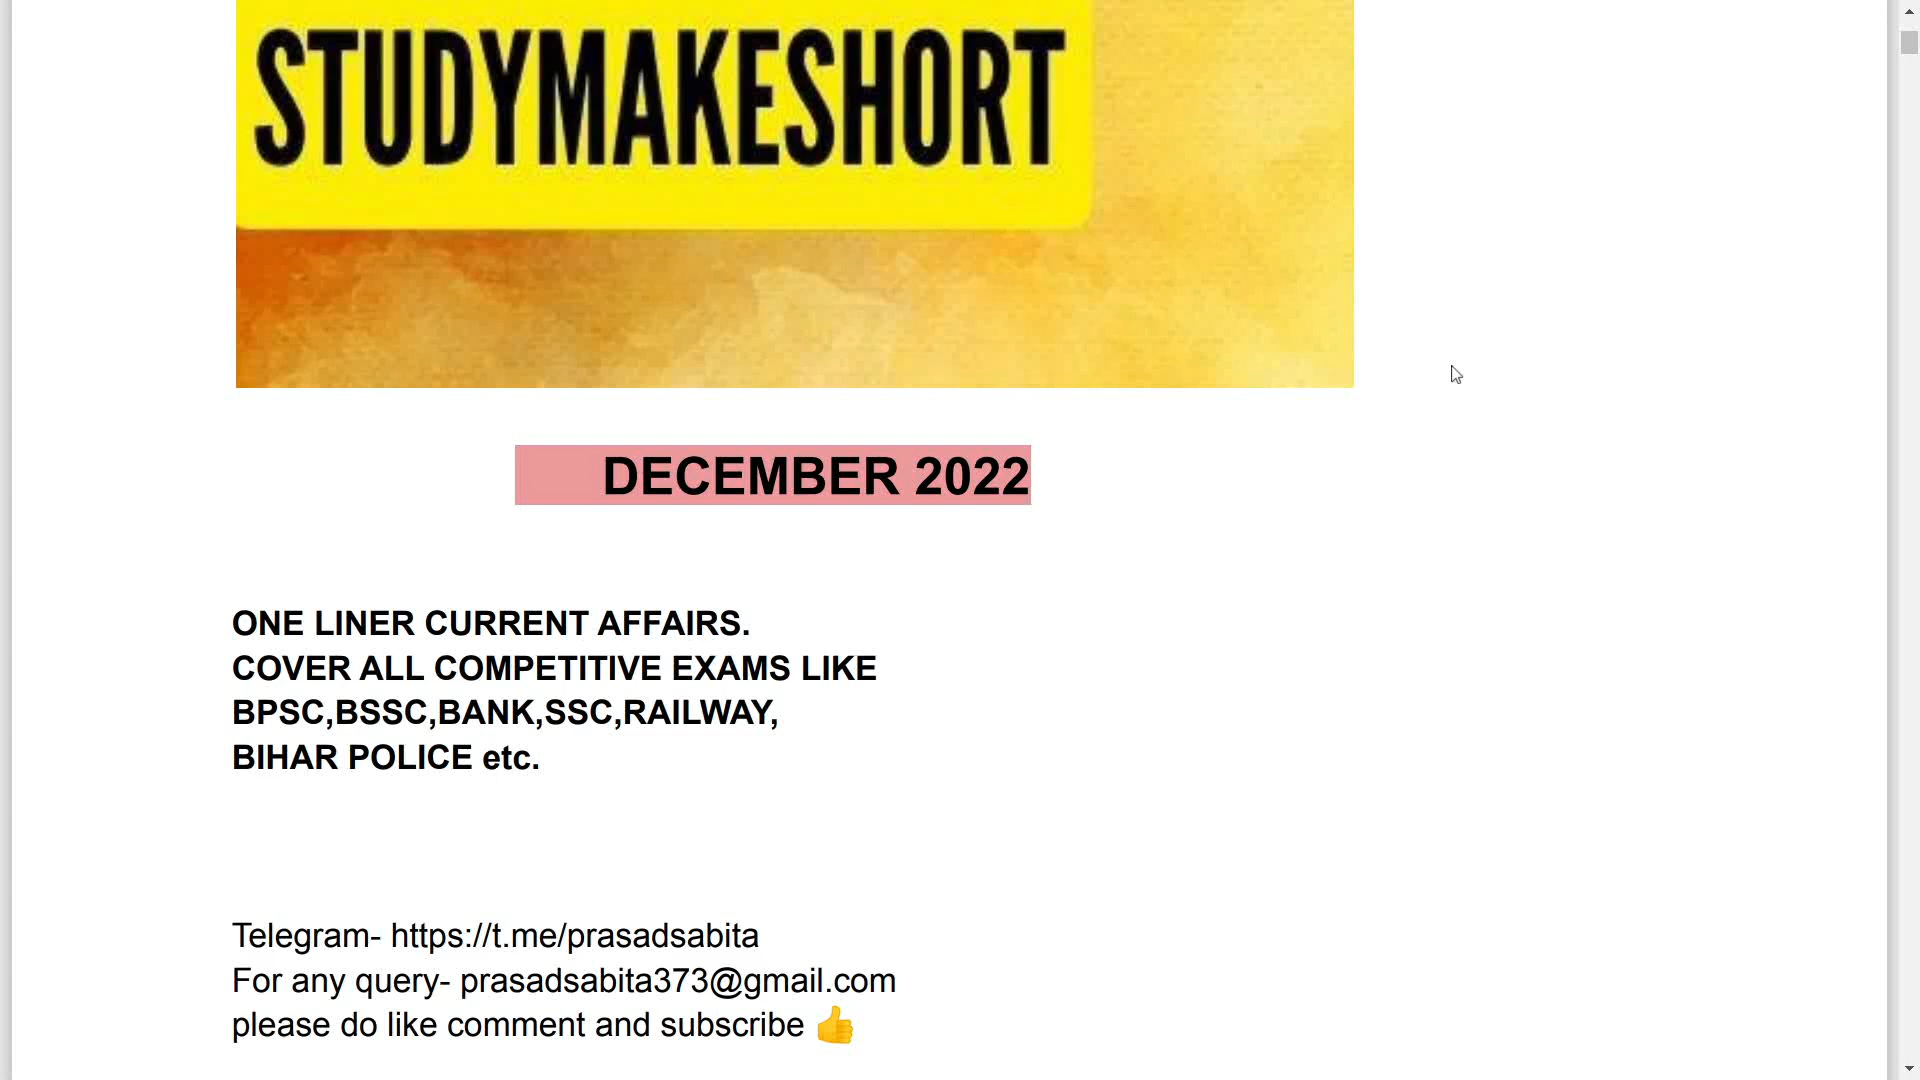 STUDYMAKESHORT
DECEMBER 2022
ONE LINER CURRENT AFFAIRS.
COVER ALL COMPETITIVE EXAMS LIKE
BPSC,BSSC,BANK,SSC,RAILWAY,
BIHAR POLICE etc.
Telegram- https://t.me/prasadsabita
For any query- prasadsabita373@gmail.com
please do like comment and subscribe 👍